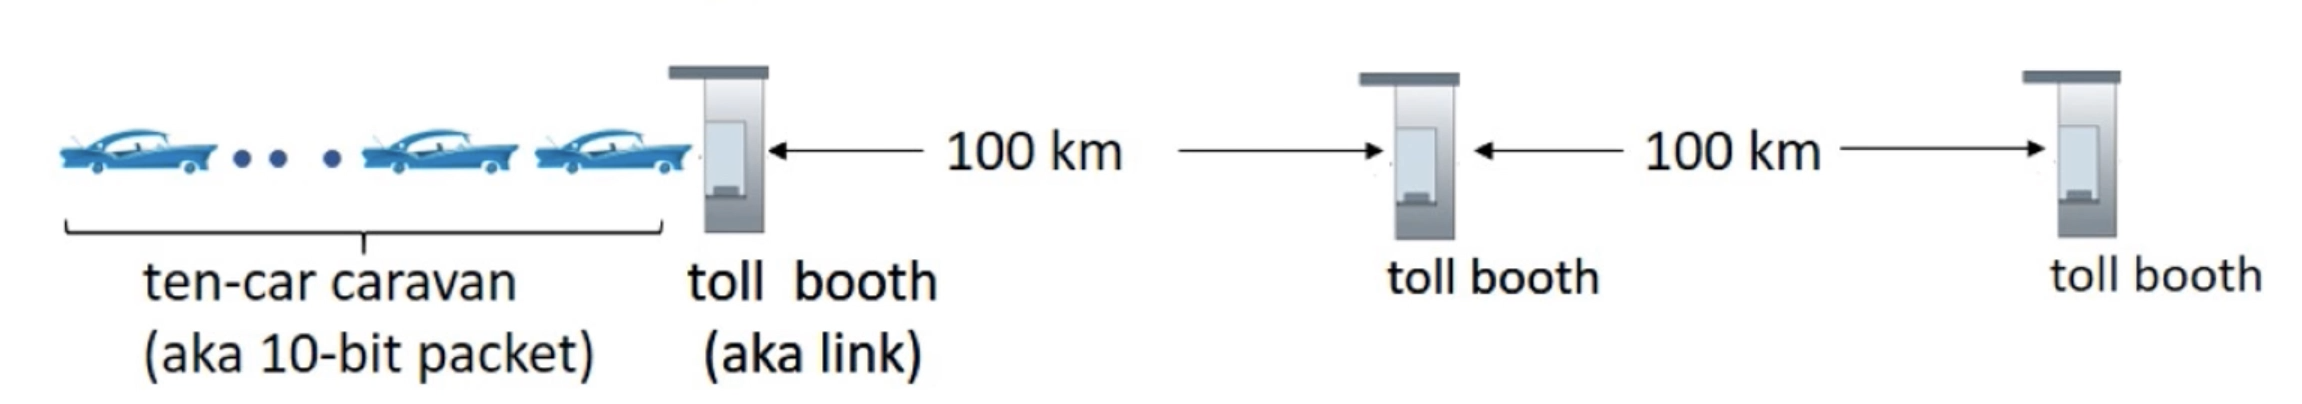 100 km
100 km
ten-car caravan
(aka 10-bit packet)
toll booth
(aka link)
toll booth
toll booth